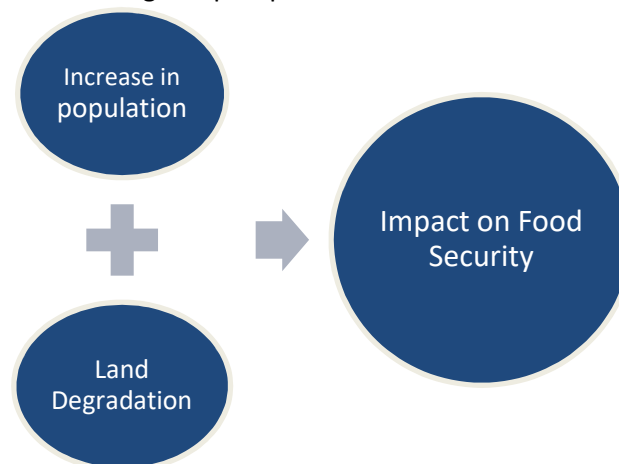 Increase in
population
Land
Degradation
Impact on Food
Security